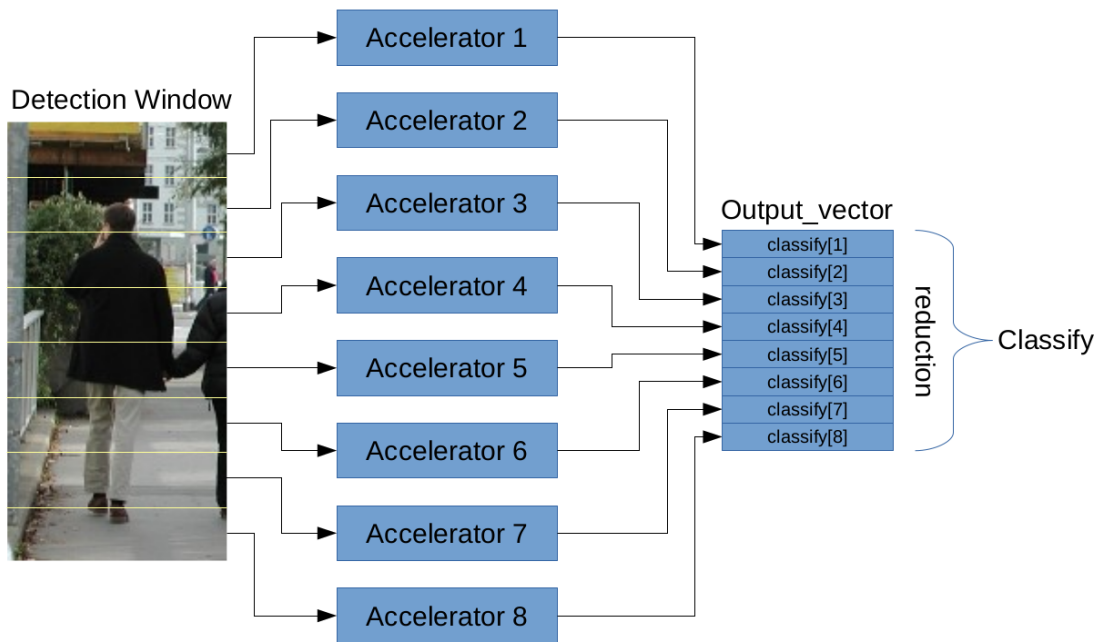 Detection Window
Accelerator 1
Accelerator 2
Accelerator 3
Accelerator 4
Accelerator 5
Accelerator 6
Accelerator 7
Accelerator 8
Output_vector
classify[1]
classify[2]
classify[3]
classify[4]
classify[5]
classify[6]
classify[7]
classify[8]
reduction
Classify